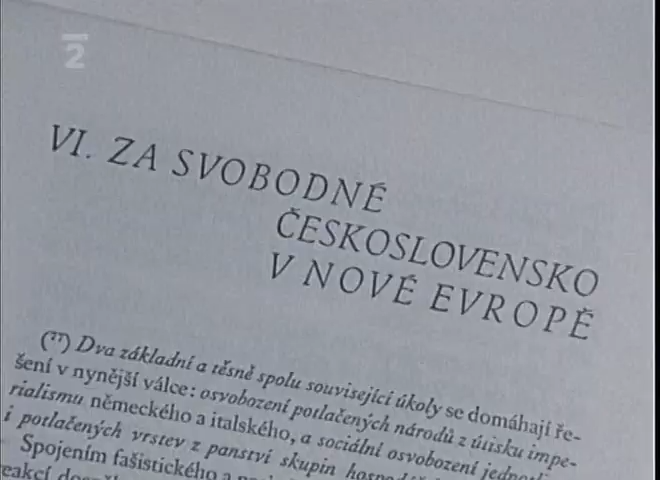 2
VI. ZA SVOBODNÉ
ČESKOSLOVENSKO
V NOVÉ EVROPĚ
(²⁷) Dva základní a těsně spolu související úkoly se domáhají ře-
šení v nynější válce: osvobození potlačených národů z útisku impe-
rialismu německého a italského, a sociální osvobození
i potlačených vrstev z panství skupin
Spojením fašistického a